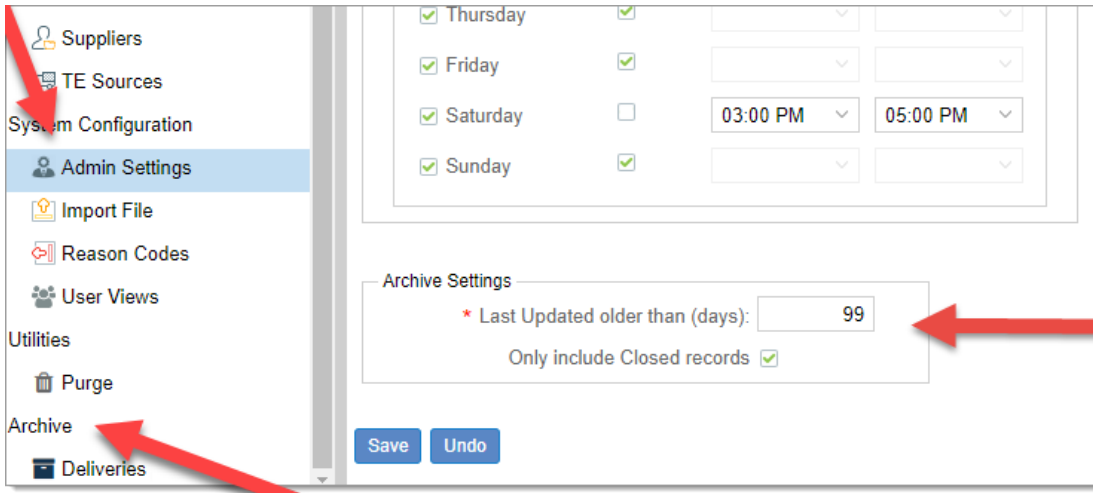 Suppliers
TE Sources
System Configuration
Admin Settings
Import File
Reason Codes
User Views
Utilities
Purge
Archive
Deliveries
Thursday
Friday
Saturday 03:00 PM 05:00 PM
Sunday
Archive Settings
* Last Updated older than (days): 99
Only include Closed records
Save Undo